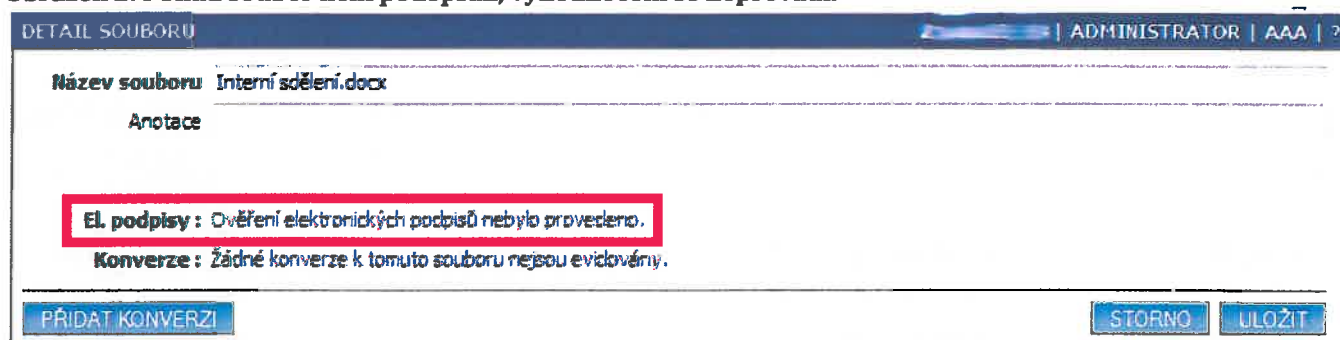 DETAIL SOUBORU | ADMINISTRATOR | AAA | ?
Název souboru Interní sdělení.docx
Anotace
El. podpisy : Ověření elektronických podpisů nebylo provedeno.
Konverze : Žádné konverze k tomuto souboru nejsou evidovány.
PŘIDAT KONVERZI STORNO ULOŽIT